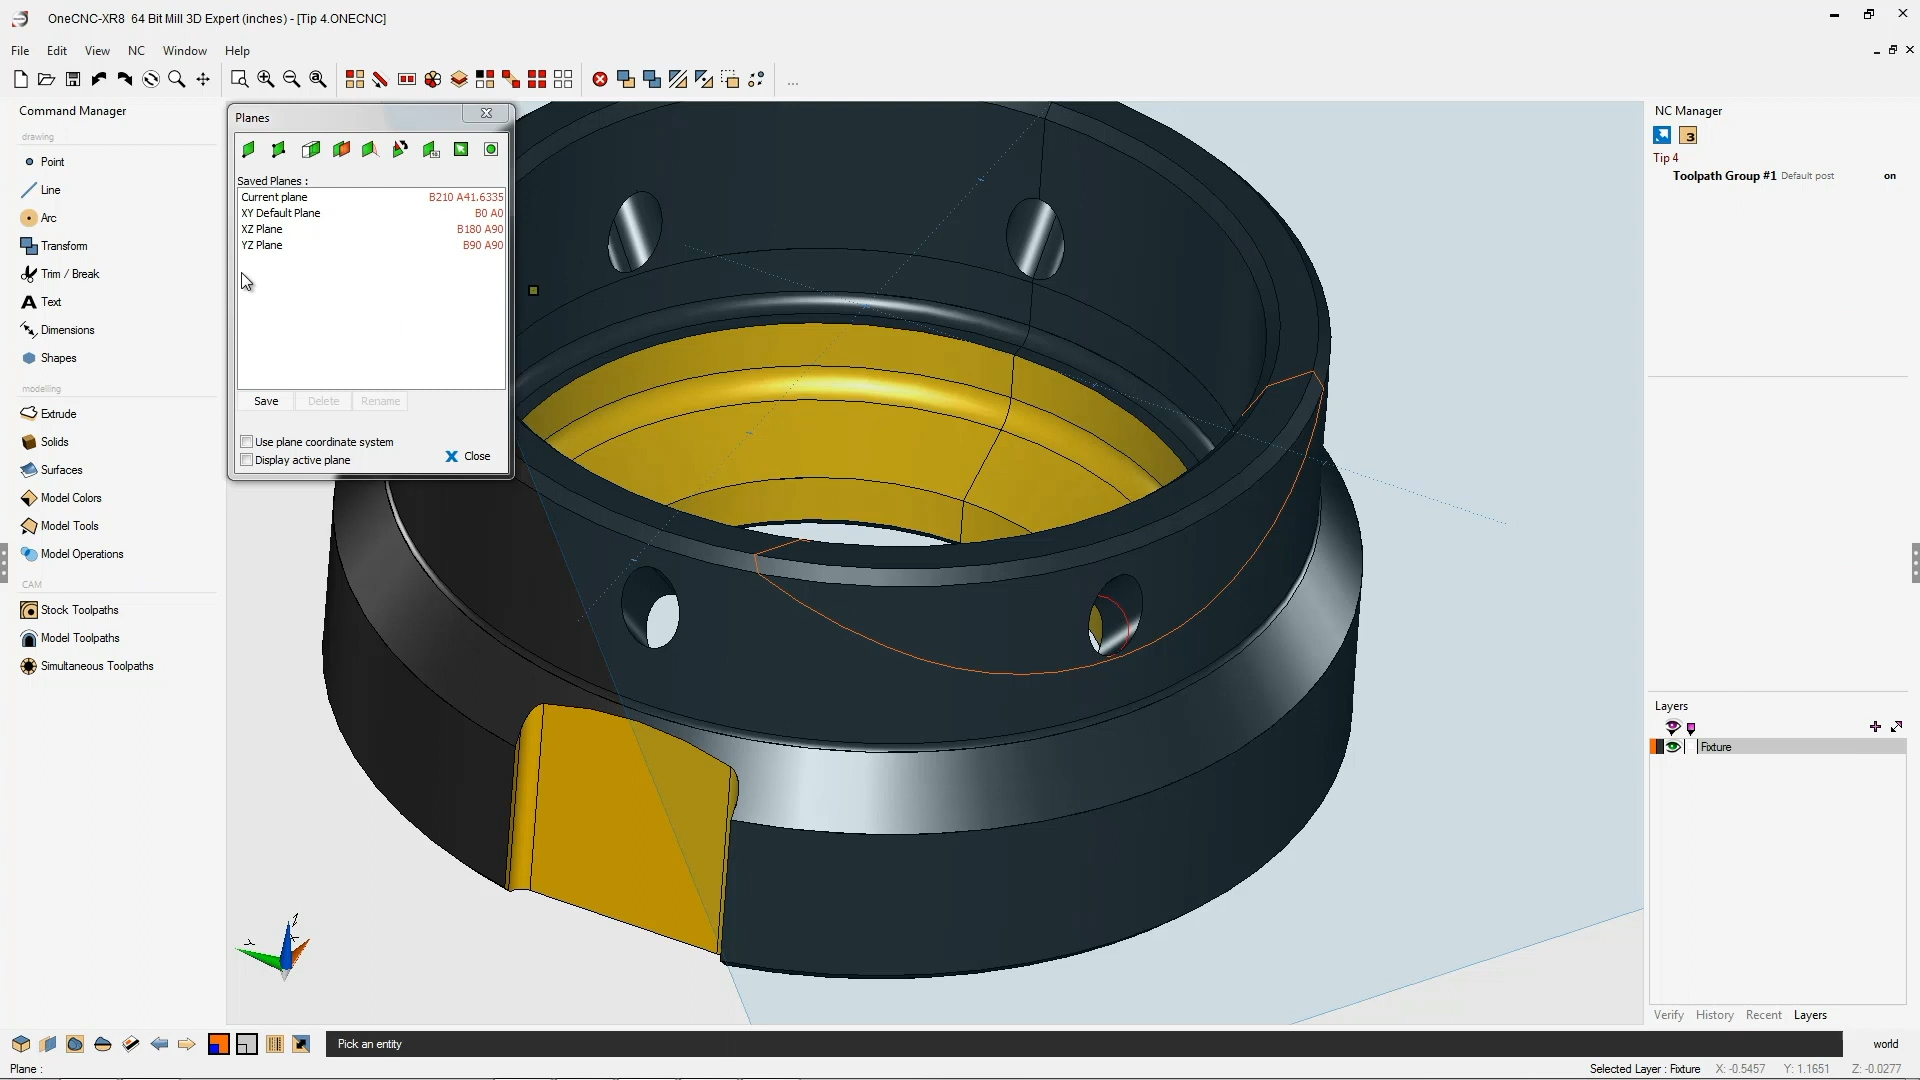 OneCNC-XR8 64 Bit Mill 3D Expert (inches) - [Tip 4.ONECNC]
File Edit View NC Window Help
Command Manager
drawing
Point
Line
Arc
Transform
Trim / Break
Text
Dimensions
Shapes
modelling
Extrude
Solids
Surfaces
Model Colors
Model Tools
Model Operations
CAM
Stock Toolpaths
Model Toolpaths
Simultaneous Toolpaths
Planes
Saved Planes :
Current plane B210 A41.6335
XY Default Plane B0 A0
XZ Plane B180 A90
YZ Plane B90 A90
Save Delete Rename
Use plane coordinate system
Display active plane
X Close
NC Manager
3
Tip 4
Toolpath Group #1 Default post on
Layers
Fixture
Verify History Recent Layers
Pick an entity
world
Plane :
Selected Layer : Fixture X: -0.5457 Y: 1.1651 Z: -0.0277